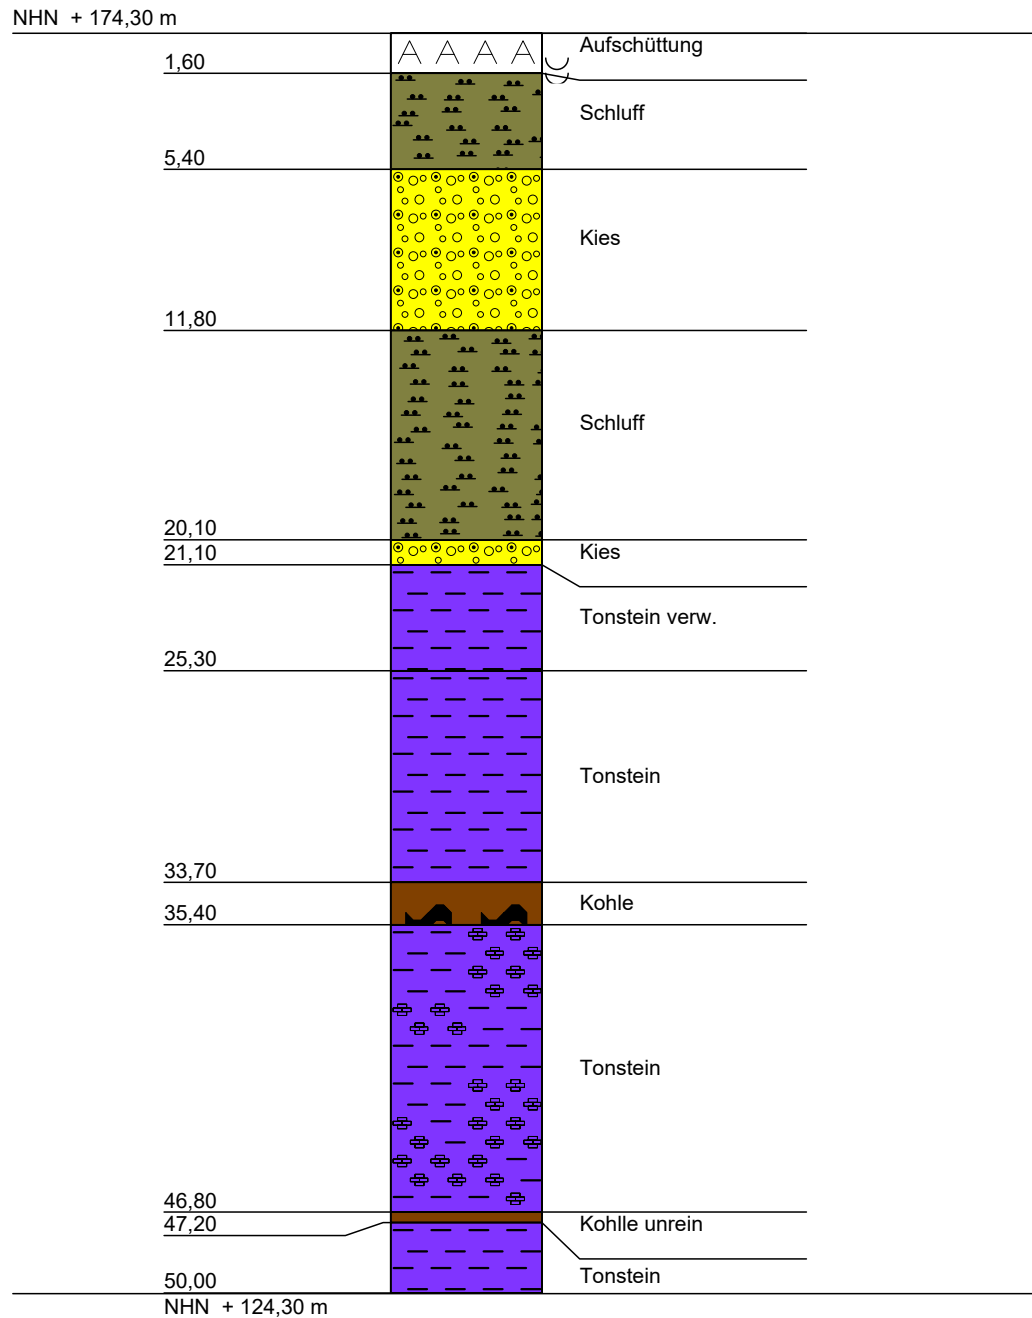 NHN + 174,30 m
Aufschüttung
1,60
Schluff
5,40
Kies
11,80
Schluff
20,10
Kies
21,10
Tonstein verw.
25,30
Tonstein
33,70
Kohle
35,40
Tonstein
46,80
Kohlle unrein
47,20
Tonstein
50,00
NHN + 124,30 m